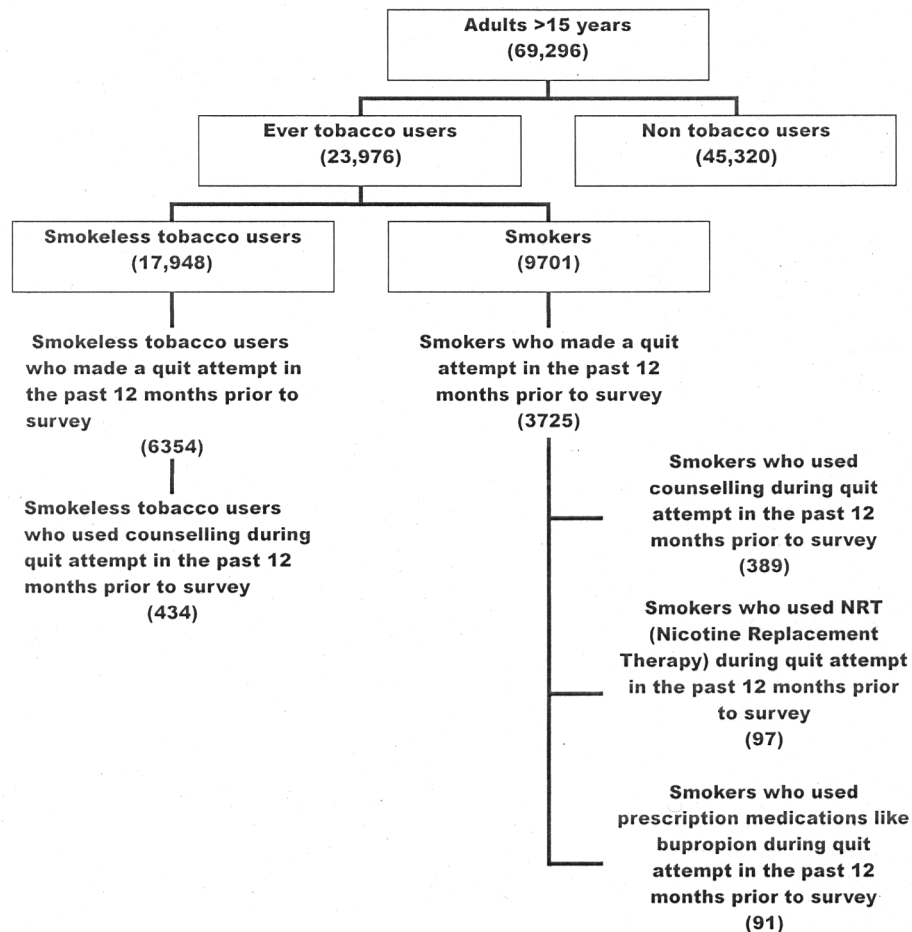 Adults >15 years
(69,296)
Ever tobacco users
(23,976)
Non tobacco users
(45,320)
Smokeless tobacco users
(17,948)
Smokers
(9701)
Smokeless tobacco users
who made a quit attempt in
the past 12 months prior to
survey
(6354)
Smokers who made a quit
attempt in the past 12
months prior to survey
(3725)
Smokeless tobacco users
who used counselling during
quit attempt in the past 12
months prior to survey
(434)
Smokers who used
counselling during quit
attempt in the past 12
months prior to survey
(389)
Smokers who used NRT
(Nicotine Replacement
Therapy) during quit attempt
in the past 12 months prior
to survey
(97)
Smokers who used
prescription medications like
bupropion during quit
attempt in the past 12
months prior to survey
(91)